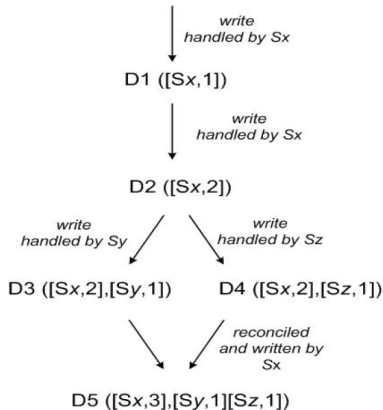 write
handled by Sx
D1 ([Sx,1])
write
handled by Sx
D2 ([Sx,2])
write
handled by Sy
write
handled by Sz
D3 ([Sx,2],[Sy,1])
D4 ([Sx,2],[Sz,1])
reconciled
and written by
Sx
D5 ([Sx,3],[Sy,1][Sz,1])